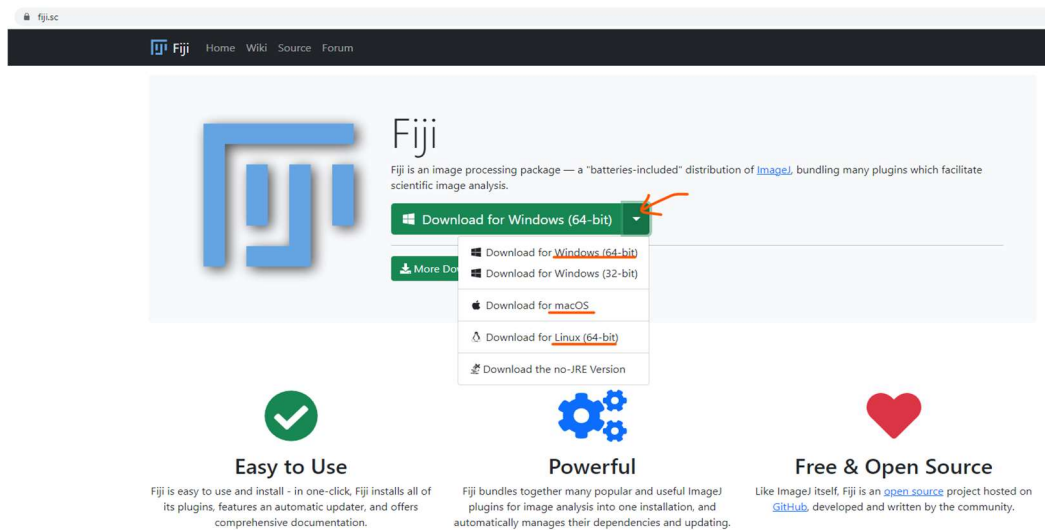 fiji.sc
Fiji Home Wiki Source Forum
Fiji
Fiji is an image processing package — a "batteries-included" distribution of ImageJ, bundling many plugins which facilitate
scientific image analysis.
Download for Windows (64-bit)
Download for Windows (64-bit)
More Do
Download for Windows (32-bit)
Download for macOS
Download for Linux (64-bit)
Download the no-JRE Version
Easy to Use
Fiji is easy to use and install - in one-click, Fiji installs all of
its plugins, features an automatic updater, and offers
comprehensive documentation.
Powerful
Fiji bundles together many popular and useful ImageJ
plugins for image analysis into one installation, and
automatically manages their dependencies and updating.
Free & Open Source
Like ImageJ itself, Fiji is an open source project hosted on
GitHub, developed and written by the community.